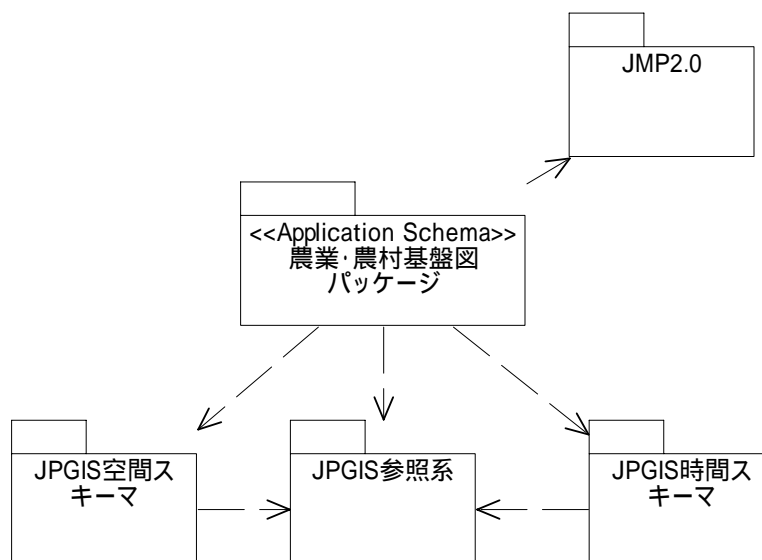 JMP2.0
<<Application Schema>>
農業・農村基盤図
パッケージ
JPGIS空間ス
キーマ
JPGIS参照系
JPGIS時間ス
キーマ